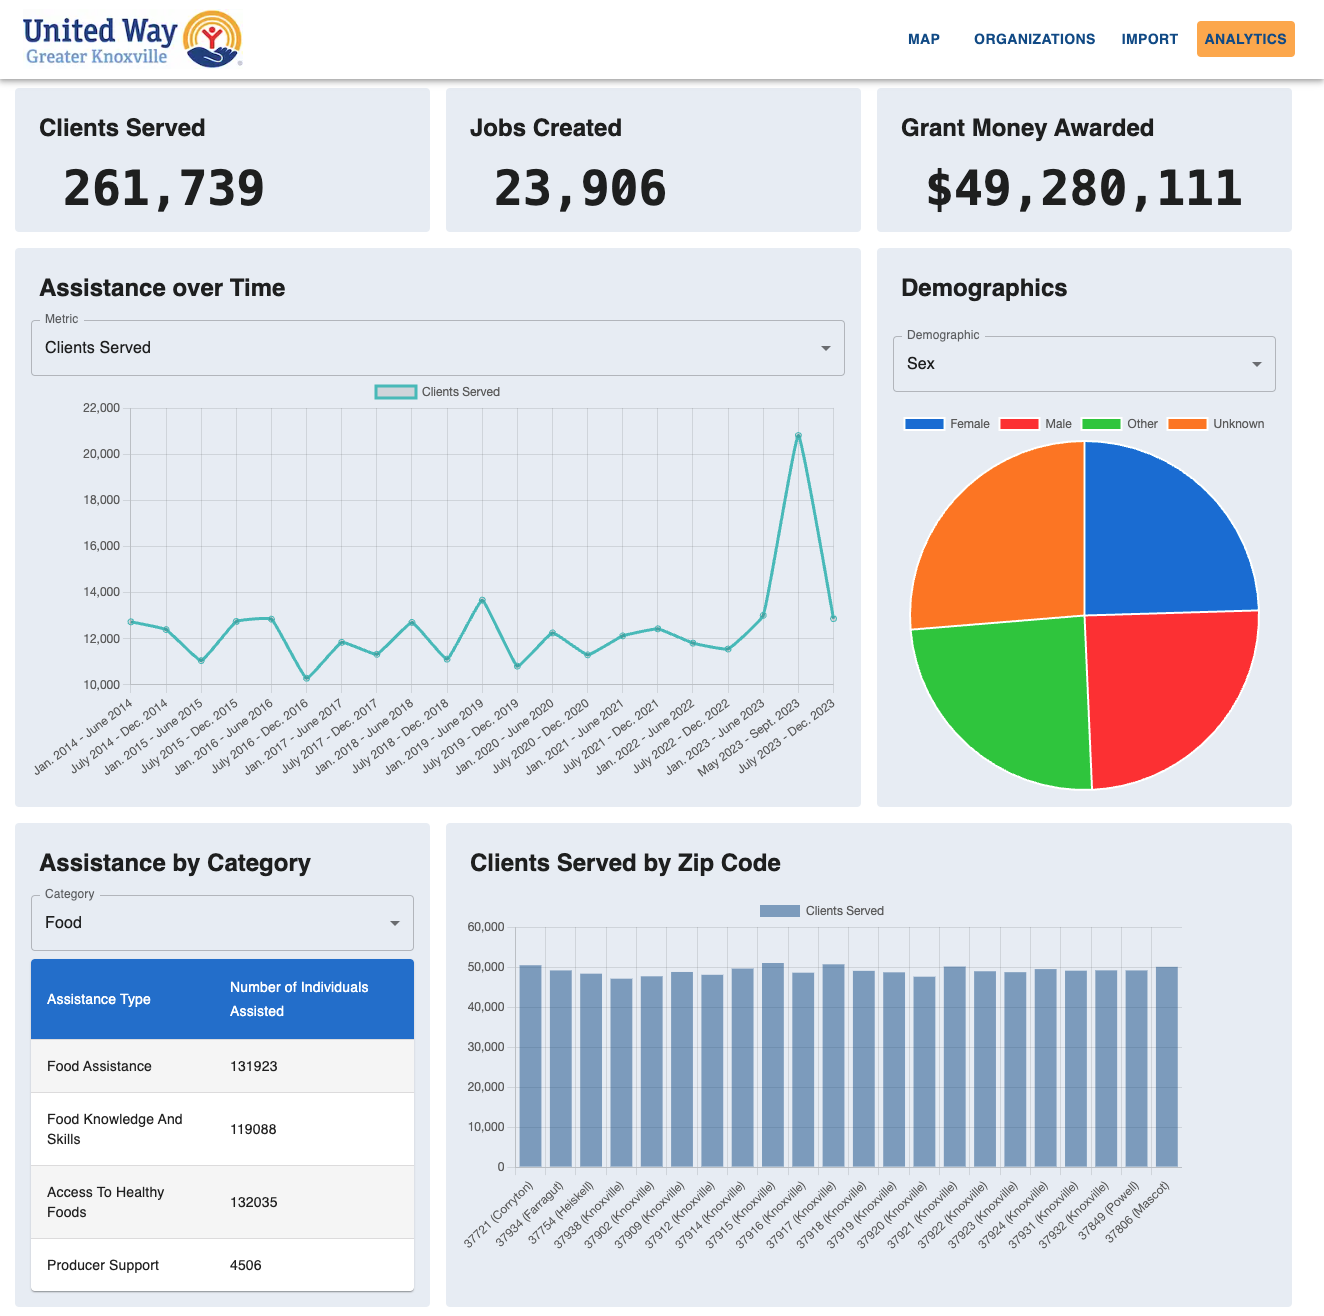 United Way
Greater Knoxville
MAP
ORGANIZATIONS
IMPORT
ANALYTICS
Clients Served
261,739
Jobs Created
23,906
Grant Money Awarded
$49,280,111
Assistance over Time
Metric
Clients Served
Clients Served
22,000
20,000
18,000
16,000
14,000
12,000
10,000
Jan. 2014 - June 2014
July 2014 - Dec. 2014
Jan. 2015 - June 2015
July 2015 - Dec. 2015
Jan. 2016 - June 2016
July 2016 - Dec. 2016
Jan. 2017 - June 2017
July 2017 - Dec. 2017
Jan. 2018 - June 2018
July 2018 - Dec. 2018
Jan. 2019 - June 2019
July 2019 - Dec. 2019
Jan. 2020 - June 2020
July 2020 - Dec. 2020
Jan. 2021 - June 2021
July 2021 - Dec. 2021
Jan. 2022 - June 2022
July 2022 - Dec. 2022
Jan. 2023 - June 2023
May 2023 - Sept. 2023
July 2023 - Dec. 2023
Demographics
Demographic
Sex
Female
Male
Other
Unknown
Assistance by Category
Category
Food
Assistance Type
Number of Individuals
Assisted
Food Assistance
131923
Food Knowledge And
Skills
119088
Access To Healthy
Foods
132035
Producer Support
4506
Clients Served by Zip Code
Clients Served
60,000
50,000
40,000
30,000
20,000
10,000
0
37721 (Corryton)
37934 (Farragut)
37754 (Heiskell)
37938 (Knoxville)
37902 (Knoxville)
37909 (Knoxville)
37912 (Knoxville)
37914 (Knoxville)
37915 (Knoxville)
37916 (Knoxville)
37917 (Knoxville)
37918 (Knoxville)
37919 (Knoxville)
37920 (Knoxville)
37921 (Knoxville)
37922 (Knoxville)
37923 (Knoxville)
37924 (Knoxville)
37931 (Knoxville)
37932 (Knoxville)
37849 (Powell)
37806 (Mascot)